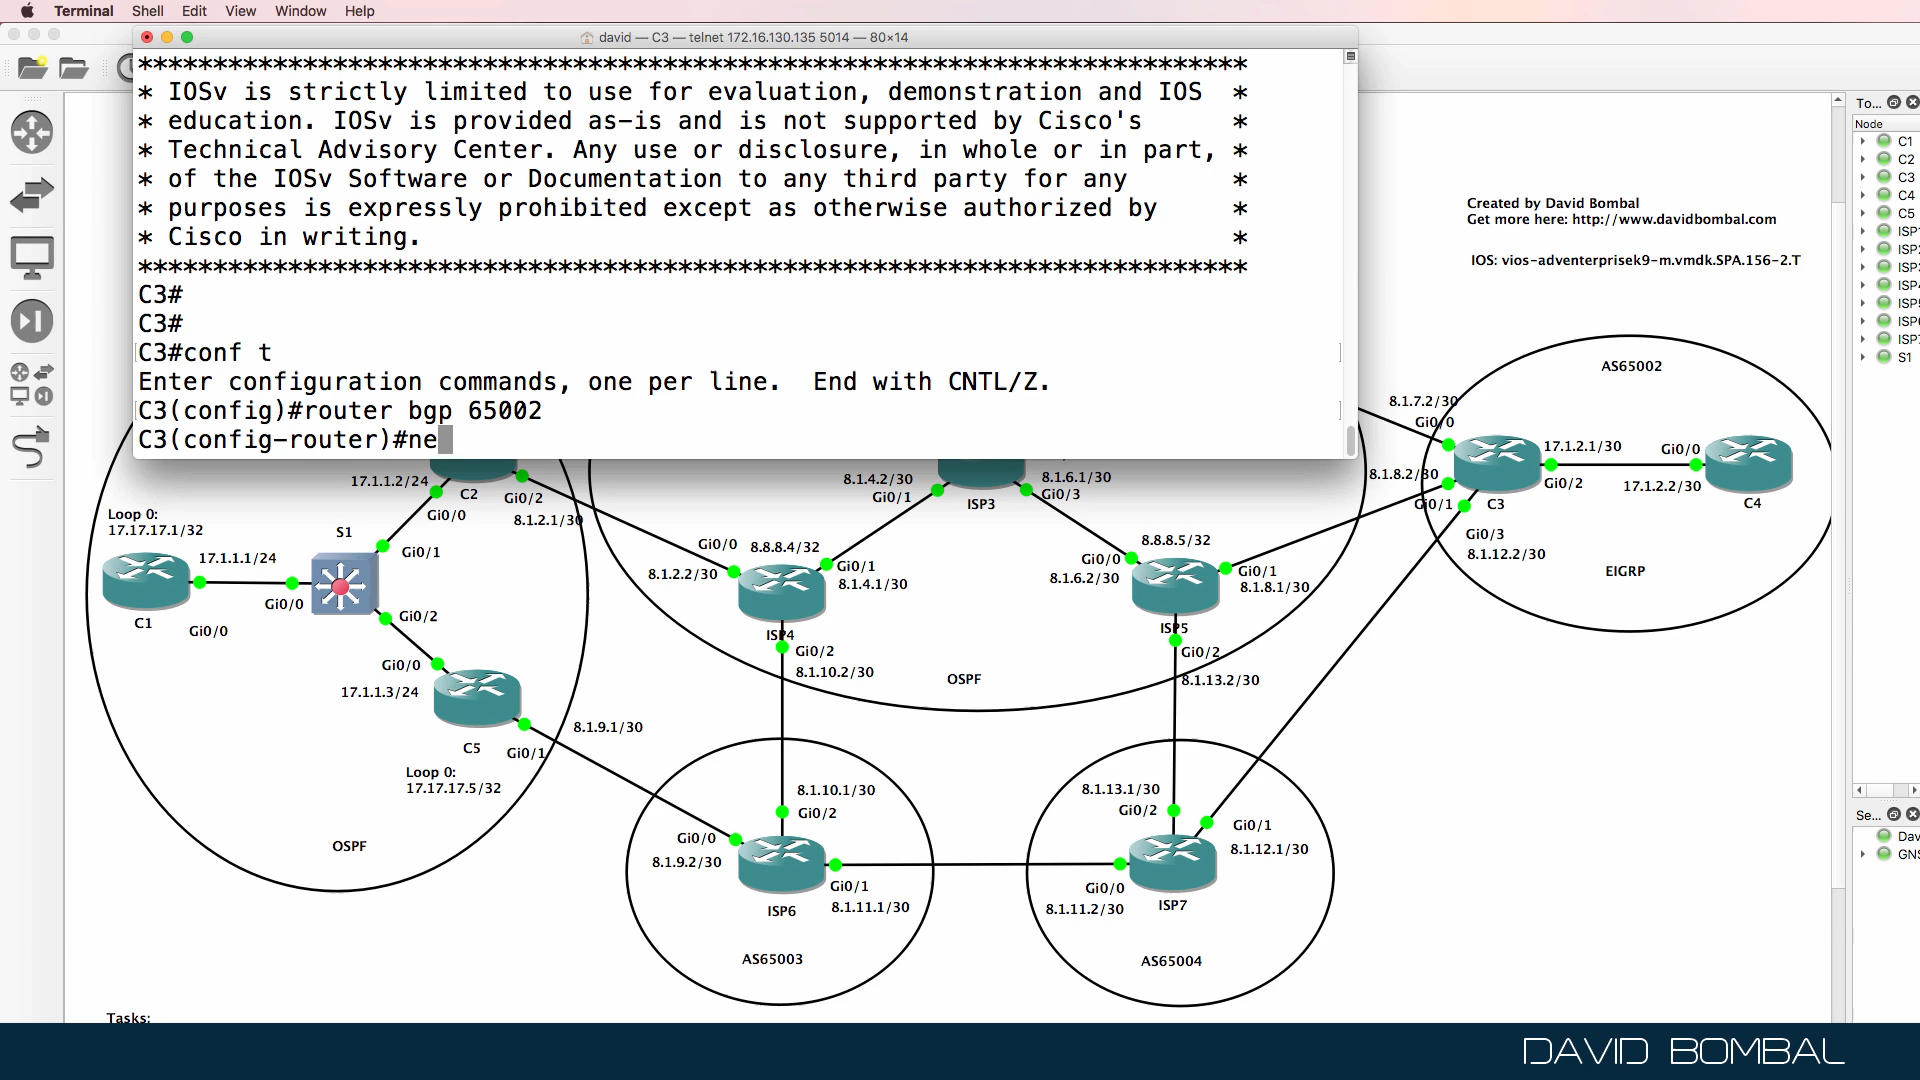 Terminal Shell Edit View Window Help
david — C3 — telnet 172.16.130.135 5014 — 80×14
**************************************************************************
* IOSv is strictly limited to use for evaluation, demonstration and IOS *
* education. IOSv is provided as-is and is not supported by Cisco's *
* Technical Advisory Center. Any use or disclosure, in whole or in part, *
* of the IOSv Software or Documentation to any third party for any *
* purposes is expressly prohibited except as otherwise authorized by *
* Cisco in writing. *
**************************************************************************
C3#
C3#
C3#conf t
Enter configuration commands, one per line. End with CNTL/Z.
C3(config)#router bgp 65002
C3(config-router)#ne
To...
Node
C1
C2
C3
C4
C5
ISP1
ISP2
ISP3
ISP4
ISP5
ISP6
ISP7
S1
Se...
Dav
GNS
Created by David Bombal
Get more here: http://www.davidbombal.com
IOS: vios-adventerprisek9-m.vmdk.SPA.156-2.T
AS65002
8.1.7.2/30
Gi0/0
17.1.2.1/30
Gi0/0
8.1.8.2/30
Gi0/2
17.1.2.2/30
Gi0/1
C3
C4
Gi0/3
8.1.12.2/30
EIGRP
17.1.1.2/24
C2
Gi0/2
Gi0/0
8.1.2.1/30
8.1.4.2/30
Gi0/1
8.1.6.1/30
Gi0/3
ISP3
Loop 0:
17.17.17.1/32
S1
17.1.1.1/24
Gi0/1
Gi0/0
C1
Gi0/0
Gi0/2
Gi0/0
8.8.8.4/32
8.1.2.2/30
Gi0/1
8.1.4.1/30
ISP4
Gi0/2
8.1.10.2/30
8.8.8.5/32
Gi0/0
8.1.6.2/30
Gi0/1
8.1.8.1/30
ISP5
Gi0/2
8.1.13.2/30
OSPF
Gi0/0
17.1.1.3/24
C5
Gi0/1
8.1.9.1/30
Loop 0:
17.17.17.5/32
OSPF
8.1.10.1/30
Gi0/2
Gi0/0
8.1.9.2/30
Gi0/1
8.1.11.1/30
ISP6
AS65003
8.1.13.1/30
Gi0/2
Gi0/1
8.1.12.1/30
Gi0/0
8.1.11.2/30
ISP7
AS65004
Tasks:
DAVID BOMBAL